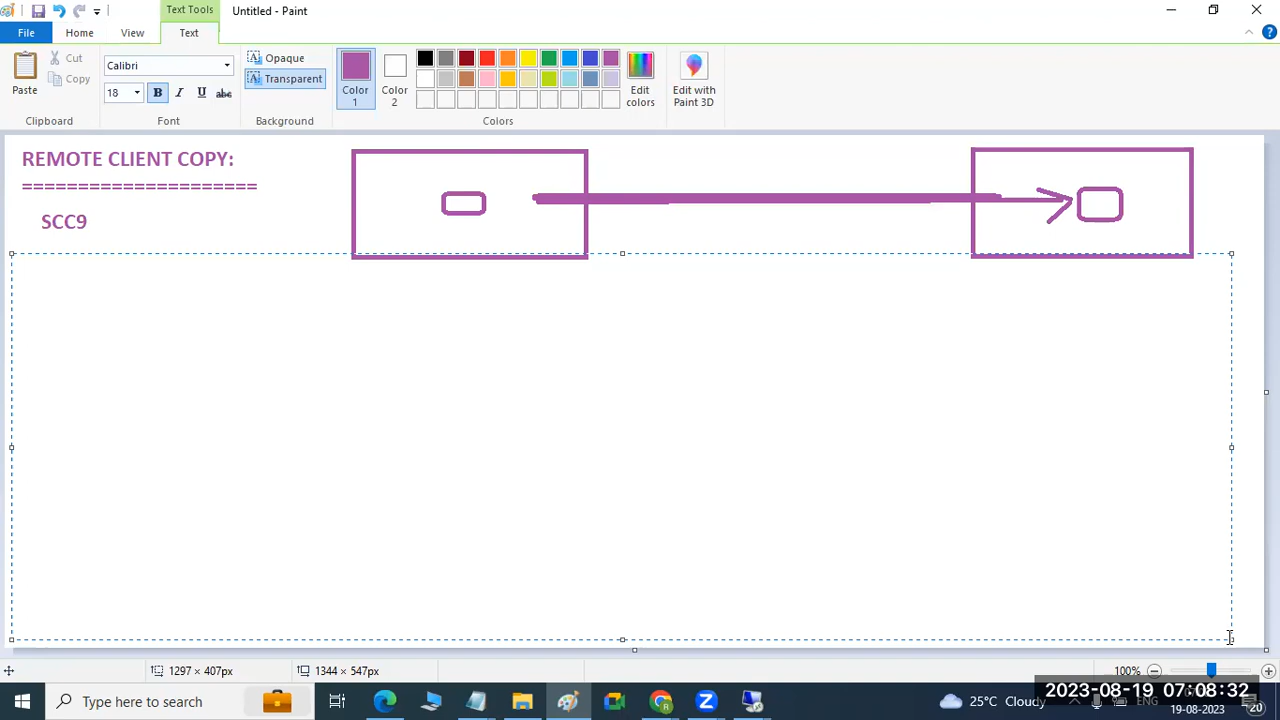 Text Tools
Untitled - Paint
File
Home
View
Text
Paste
Cut
Copy
Clipboard
Calibri
18
B
I
U
abc
Font
Opaque
Transparent
Background
Color
1
Color
2
Edit
colors
Colors
Edit with
Paint 3D
REMOTE CLIENT COPY:
=====================
SCC9
1297 × 407px
1344 × 547px
100%
Type here to search
25°C Cloudy
ENG
2023-08-19 07:08:32
19-08-2023
20